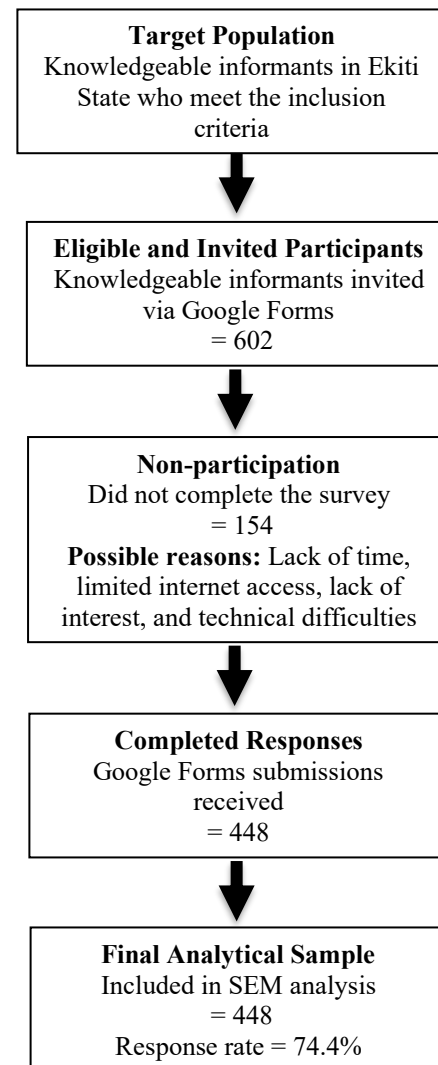 Target Population
Knowledgeable informants in Ekiti
State who meet the inclusion
criteria
Eligible and Invited Participants
Knowledgeable informants invited
via Google Forms
= 602
Non-participation
Did not complete the survey
= 154
Possible reasons: Lack of time,
limited internet access, lack of
interest, and technical difficulties
Completed Responses
Google Forms submissions
received
= 448
Final Analytical Sample
Included in SEM analysis
= 448
Response rate = 74.4%